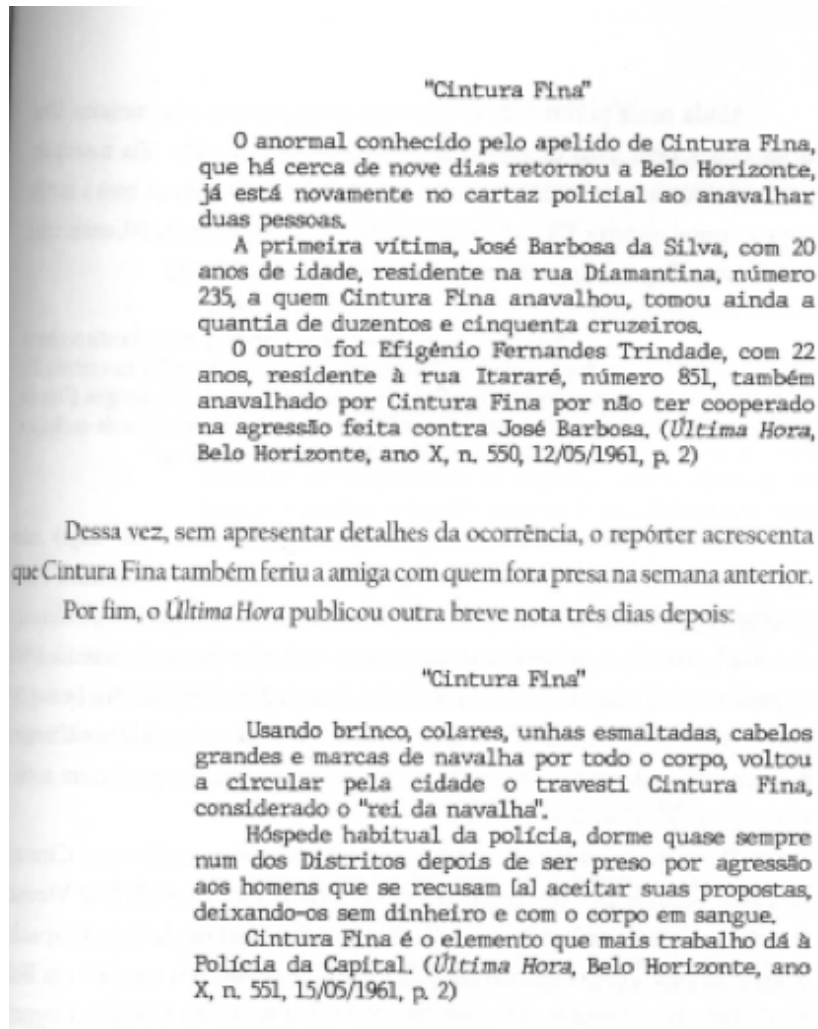 "Cintura Fina"
O anormal conhecido pelo apelido de Cintura Fina,
que há cerca de nove dias retornou a Belo Horizonte,
já está novamente no cartaz policial ao anavalhar
duas pessoas.
A primeira vítima, José Barbosa da Silva, com 20
anos de idade, residente na rua Diamantina, número
235, a quem Cintura Fina anavalhou, tomou ainda a
quantia de duzentos e cinquenta cruzeiros.
O outro foi Efigênio Fernandes Trindade, com 22
anos, residente à rua Itararé, número 851, também
anavalhado por Cintura Fina por não ter cooperado
na agressão feita contra José Barbosa. (Última Hora,
Belo Horizonte, ano X, n. 550, 12/05/1961, p. 2)
Dessa vez, sem apresentar detalhes da ocorrência, o repórter acrescenta
que Cintura Fina também feriu a amiga com quem fora presa na semana anterior.
Por fim, o Última Hora publicou outra breve nota três dias depois:
"Cintura Fina"
Usando brinco, colares, unhas esmaltadas, cabelos
grandes e marcas de navalha por todo o corpo, voltou
a circular pela cidade o travesti Cintura Fina,
considerado o "rei da navalha".
Hóspede habitual da polícia, dorme quase sempre
num dos Distritos depois de ser preso por agressão
aos homens que se recusam [a] aceitar suas propostas,
deixando-os sem dinheiro e com o corpo em sangue.
Cintura Fina é o elemento que mais trabalho dá à
Polícia da Capital. (Última Hora, Belo Horizonte, ano
X, n. 551, 15/05/1961, p. 2)